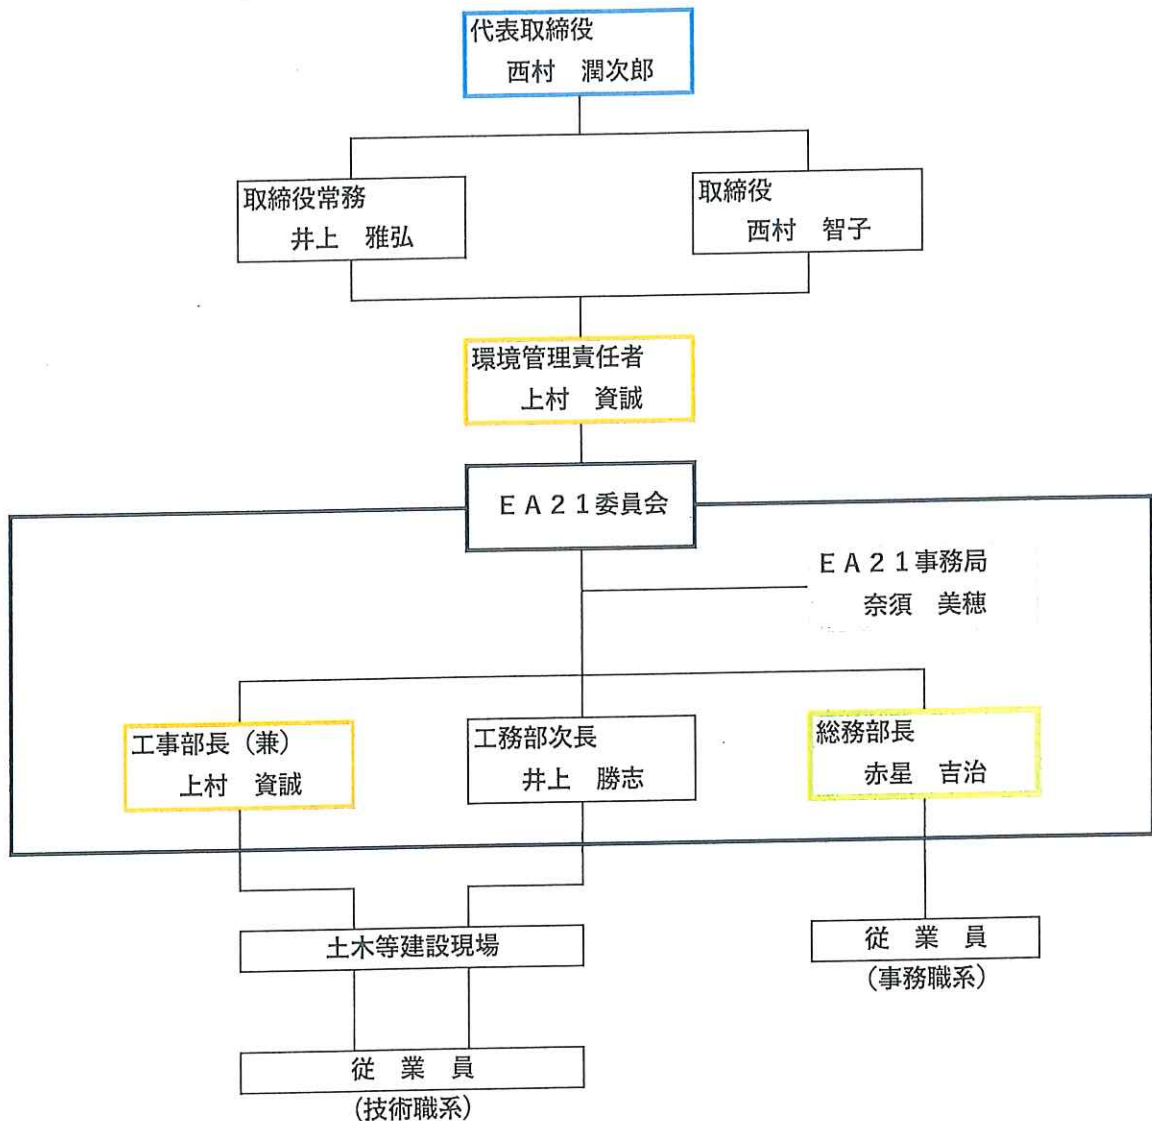 代表取締役
西村　潤次郎
取締役常務
井上　雅弘
取締役
西村　智子
環境管理責任者
上村　資誠
ＥＡ２１委員会
ＥＡ２１事務局
奈須　美穂
工事部長（兼）
上村　資誠
工務部次長
井上　勝志
総務部長
赤星　吉治
土木等建設現場
従　業　員
（事務職系）
従　業　員
（技術職系）